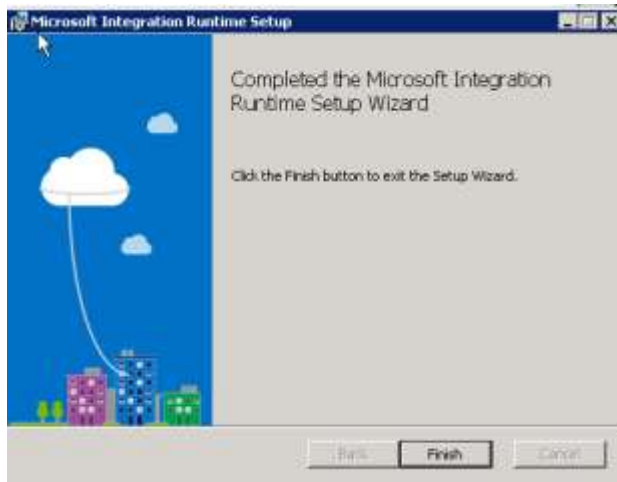 Microsoft Integration Runtime Setup
Completed the Microsoft Integration
Runtime Setup Wizard
Click the Finish button to exit the Setup Wizard.
Back
Finish
Cancel